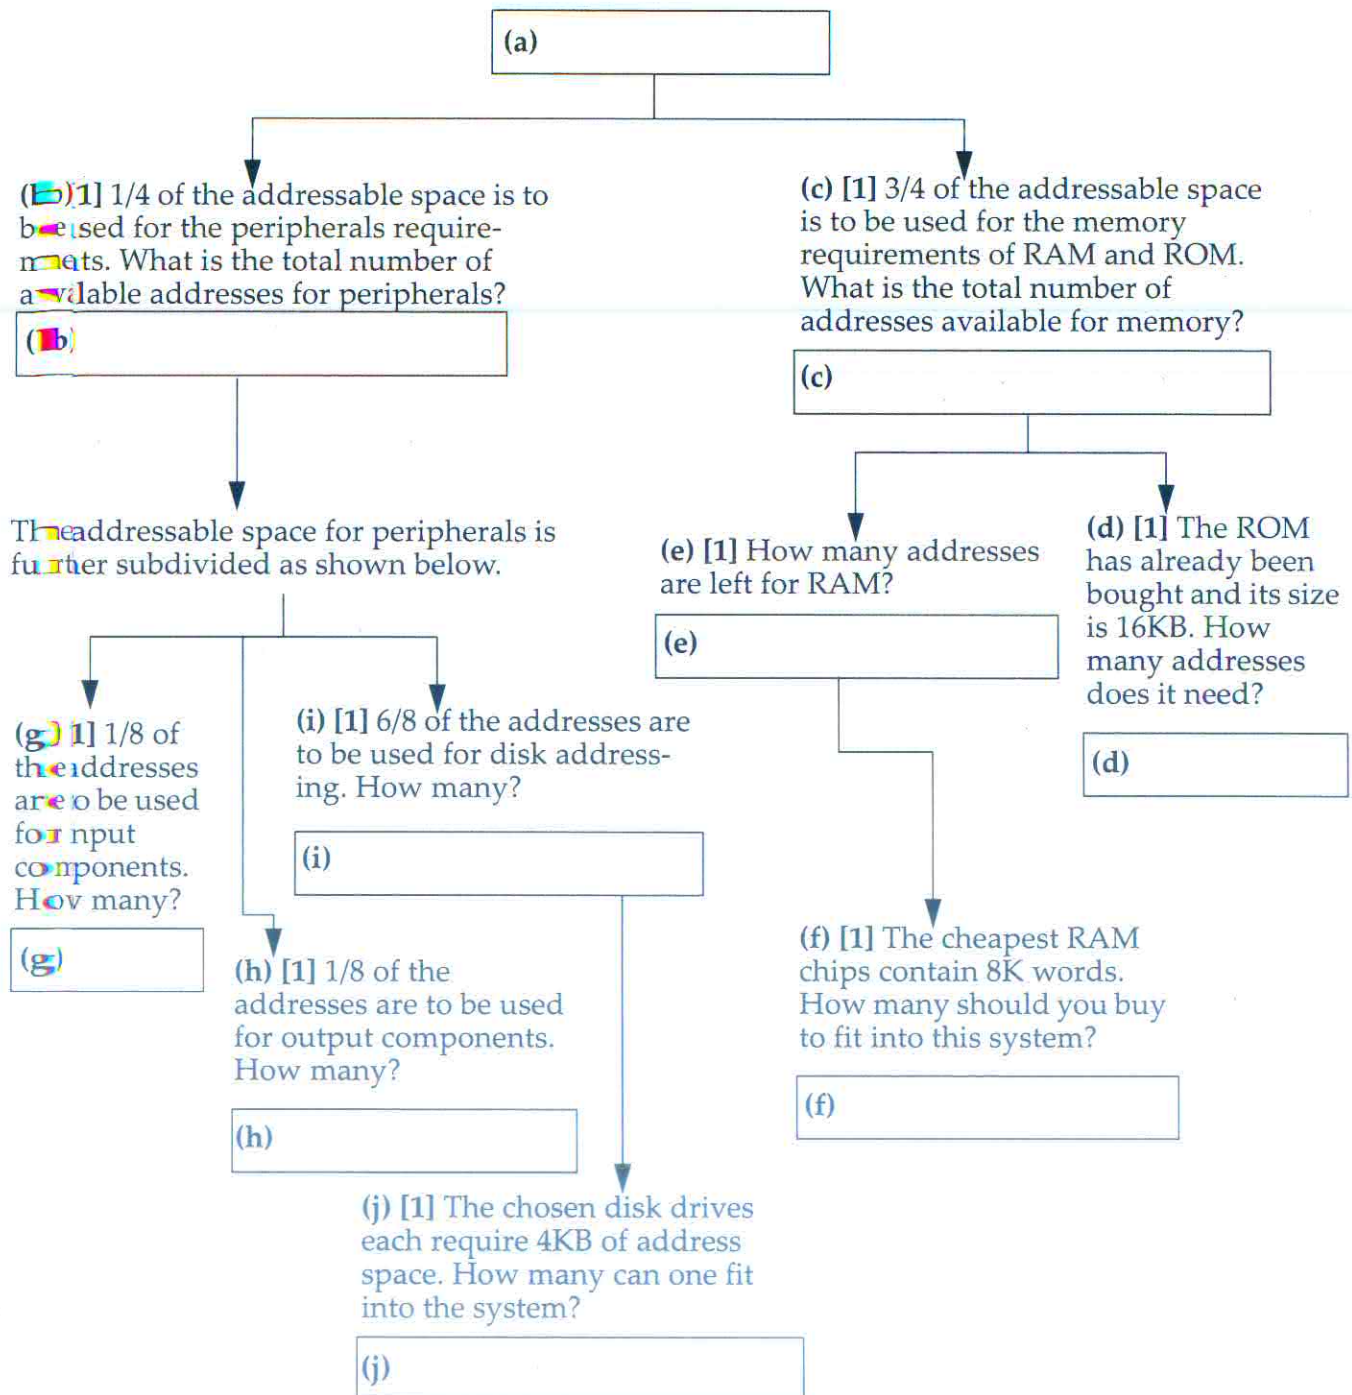 (a)
(b) [1] 1/4 of the addressable space is to
be used for the peripherals require-
ments. What is the total number of
available addresses for peripherals?
(b)
(c) [1] 3/4 of the addressable space
is to be used for the memory
requirements of RAM and ROM.
What is the total number of
addresses available for memory?
(c)
The addressable space for peripherals is
further subdivided as shown below.
(e) [1] How many addresses
are left for RAM?
(e)
(d) [1] The ROM
has already been
bought and its size
is 16KB. How
many addresses
does it need?
(d)
(g) [1] 1/8 of
the addresses
are to be used
for input
components.
How many?
(g)
(i) [1] 6/8 of the addresses are
to be used for disk address-
ing. How many?
(i)
(h) [1] 1/8 of the
addresses are to be used
for output components.
How many?
(h)
(f) [1] The cheapest RAM
chips contain 8K words.
How many should you buy
to fit into this system?
(f)
(j) [1] The chosen disk drives
each require 4KB of address
space. How many can one fit
into the system?
(j)